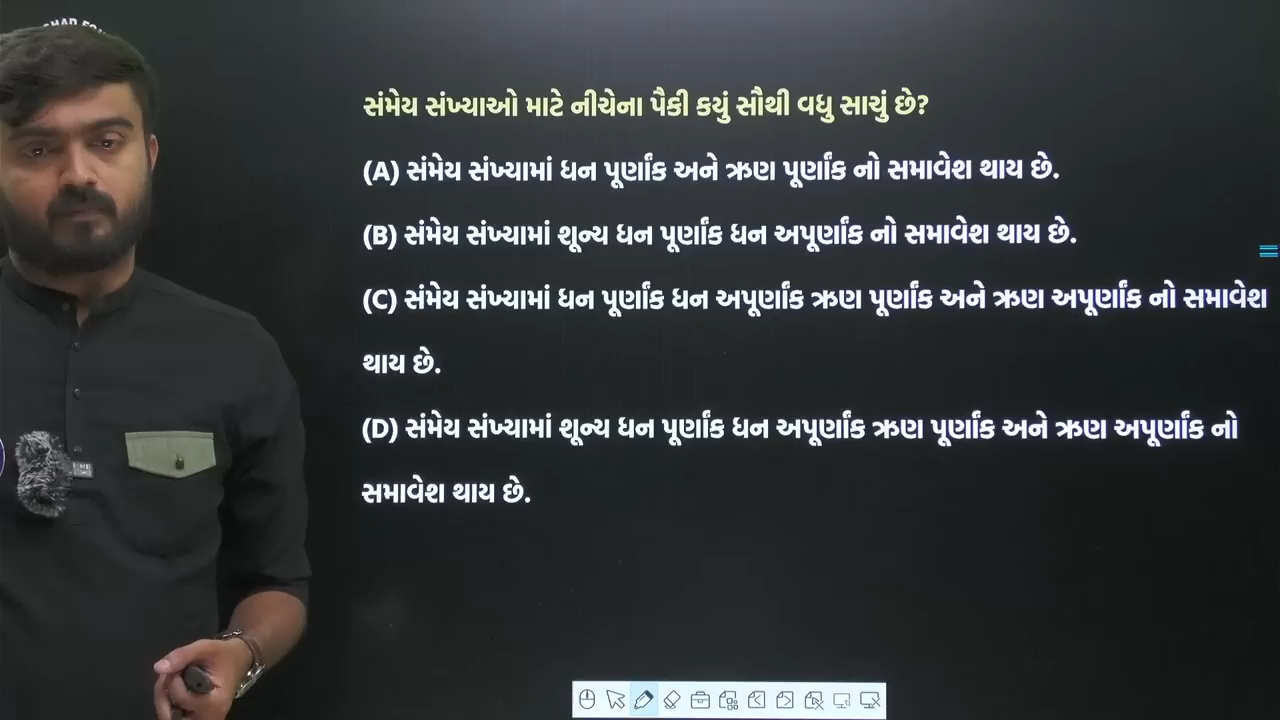 સંમેય સંખ્યાઓ માટે નીચેના પૈકી કયું સૌથી વધુ સાચું છે?
(A) સંમેય સંખ્યામાં ધન પૂર્ણાંક અને ઋણ પૂર્ણાંક નો સમાવેશ થાય છે.
(B) સંમેય સંખ્યામાં શૂન્ય ધન પૂર્ણાંક ધન અપૂર્ણાંક નો સમાવેશ થાય છે.
(C) સંમેય સંખ્યામાં ધન પૂર્ણાંક ધન અપૂર્ણાંક ઋણ પૂર્ણાંક અને ઋણ અપૂર્ણાંક નો સમાવેશ
થાય છે.
(D) સંમેય સંખ્યામાં શૂન્ય ધન પૂર્ણાંક ધન અપૂર્ણાંક ઋણ પૂર્ણાંક અને ઋણ અપૂર્ણાંક નો
સમાવેશ થાય છે.